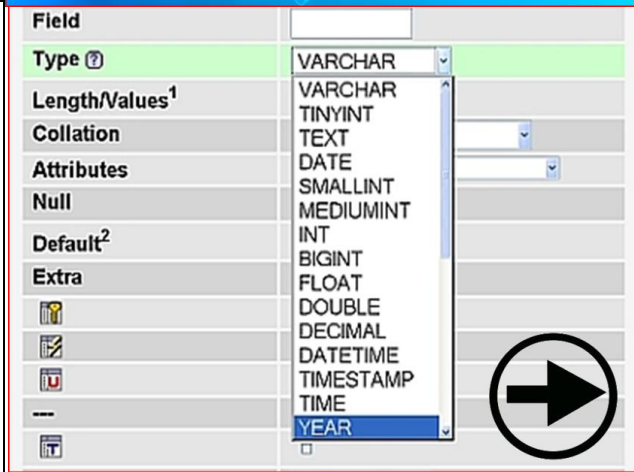 Field
Type ? VARCHAR
Length/Values1
Collation
Attributes
Null
Default2
Extra
---
VARCHAR
TINYINT
TEXT
DATE
SMALLINT
MEDIUMINT
INT
BIGINT
FLOAT
DOUBLE
DECIMAL
DATETIME
TIMESTAMP
TIME
YEAR
U
T